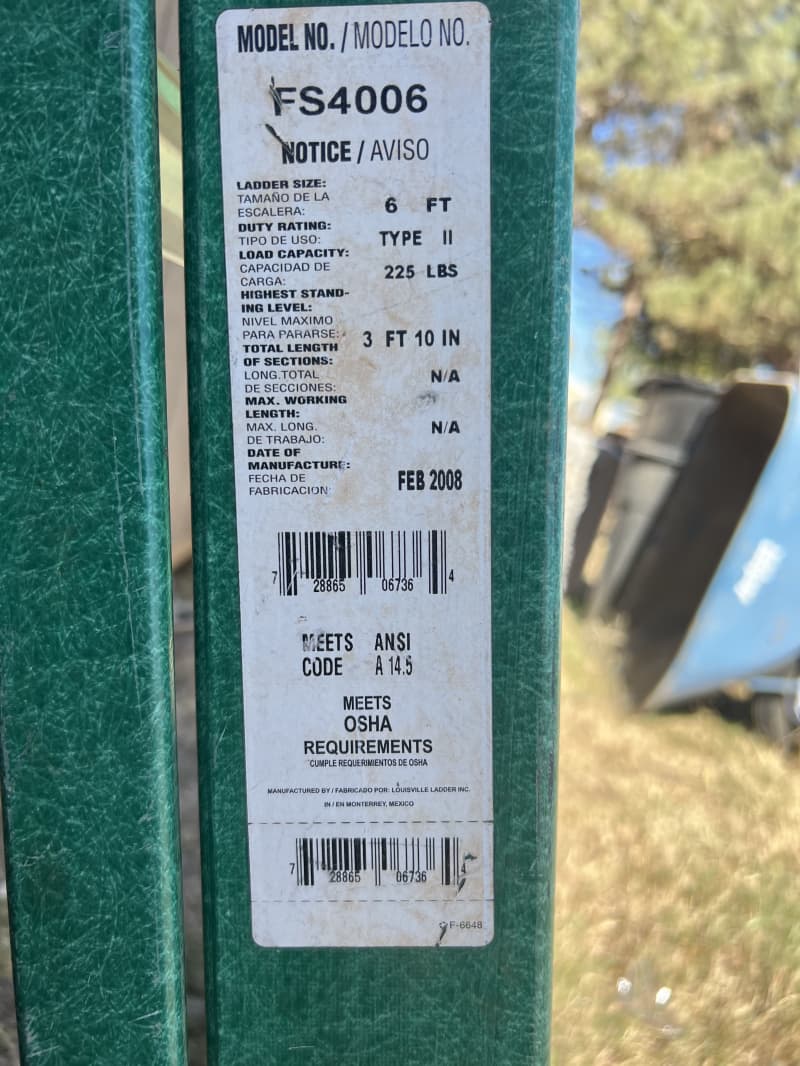 MODEL NO. / MODELO NO.
FS4006
NOTICE / AVISO
LADDER SIZE:
TAMAÑO DE LA
ESCALERA: 6 FT
DUTY RATING:
TIPO DE USO: TYPE II
LOAD CAPACITY:
CAPACIDAD DE
CARGA: 225 LBS
HIGHEST STAND-
ING LEVEL:
NIVEL MAXIMO
PARA PARARSE: 3 FT 10 IN
TOTAL LENGTH
OF SECTIONS:
LONG.TOTAL
DE SECCIONES: N/A
MAX. WORKING
LENGTH:
MAX. LONG.
DE TRABAJO: N/A
DATE OF
MANUFACTURE:
FECHA DE
FABRICACION: FEB 2008
7 28865 06736 4
MEETS ANSI
CODE A 14.5
MEETS
OSHA
REQUIREMENTS
CUMPLE REQUERIMIENTOS DE OSHA
MANUFACTURED BY / FABRICADO POR: LOUISVILLE LADDER INC.
IN / EN MONTERREY, MEXICO
7 28865 06736 4
F-6648